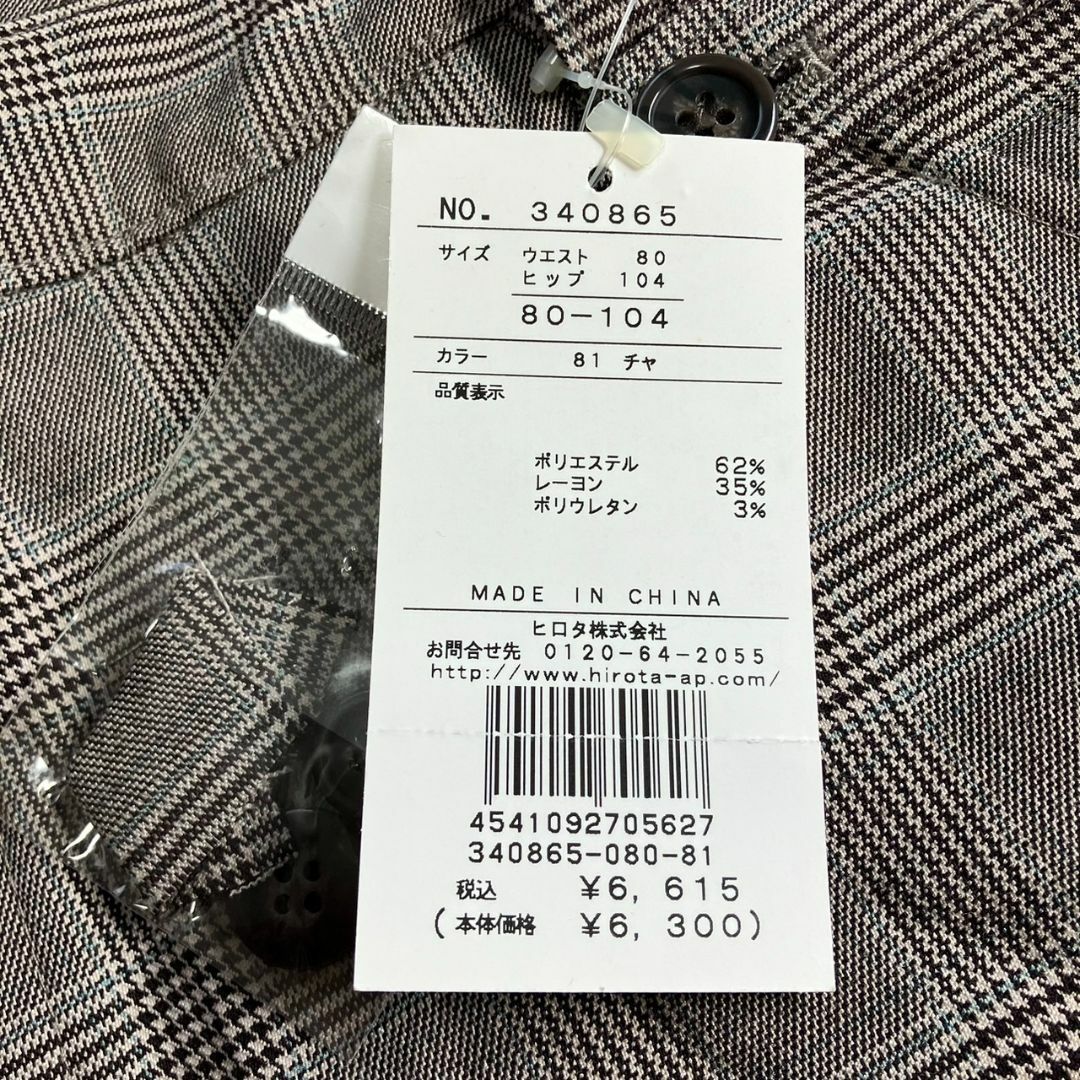 NO. 340865
サイズ ウエスト 80
ヒップ 104
80-104
カラー 81 チャ
品質表示
ポリエステル 62%
レーヨン 35%
ポリウレタン 3%
MADE IN CHINA
ヒロタ株式会社
お問合せ先 0120-64-2055
http://www.hirota-ap.com/
4541092705627
340865-080-81
税込 ¥6,615
(本体価格 ¥6,300)